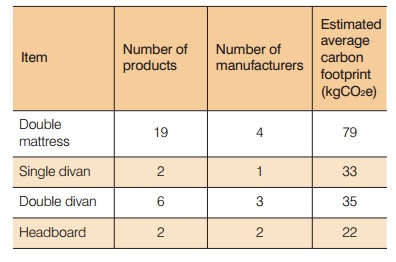 Item Number of products Number of manufacturers Estimated average carbon footprint (kgCO₂e)
Double mattress 19 4 79
Single divan 2 1 33
Double divan 6 3 35
Headboard 2 2 22